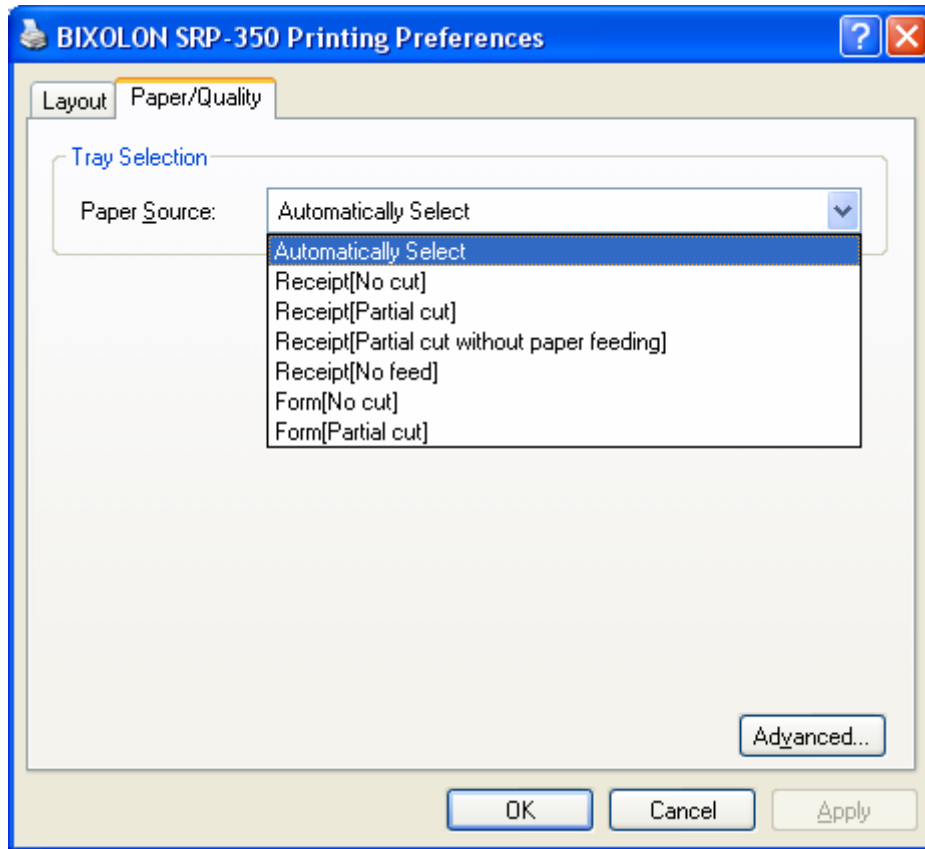 BIXOLON SRP-350 Printing Preferences
Layout
Paper/Quality
Tray Selection
Paper Source:
Automatically Select
Automatically Select
Receipt[No cut]
Receipt[Partial cut]
Receipt[Partial cut without paper feeding]
Receipt[No feed]
Form[No cut]
Form[Partial cut]
Advanced...
OK
Cancel
Apply